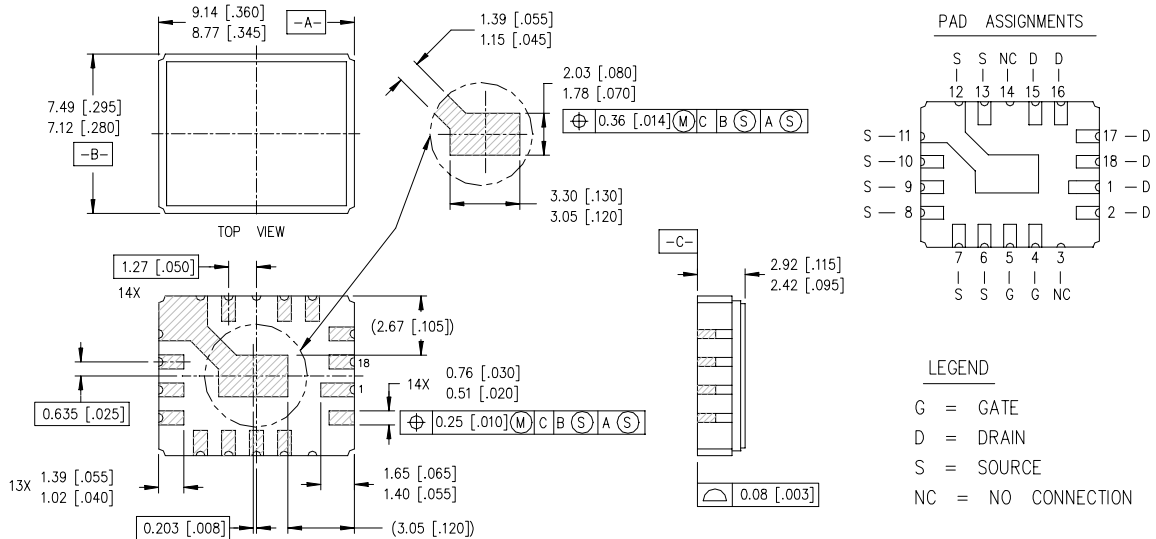 9.14 [.360]
8.77 [.345]
-A-
7.49 [.295]
7.12 [.280]
-B-
TOP VIEW
1.39 [.055]
1.15 [.045]
2.03 [.080]
1.78 [.070]
⌖ 0.36 [.014] Ⓜ C B Ⓢ A Ⓢ
3.30 [.130]
3.05 [.120]
PAD ASSIGNMENTS
S S NC D D
12 13 14 15 16
S — 11
S — 10
S — 9
S — 8
17 — D
18 — D
1 — D
2 — D
7 6 5 4 3
S S G G NC
1.27 [.050]
14X
(2.67 [.105])
18
1
0.635 [.025]
14X
0.76 [.030]
0.51 [.020]
⌖ 0.25 [.010] Ⓜ C B Ⓢ A Ⓢ
13X
1.39 [.055]
1.02 [.040]
1.65 [.065]
1.40 [.055]
0.203 [.008]
(3.05 [.120])
-C-
2.92 [.115]
2.42 [.095]
⌓ 0.08 [.003]
LEGEND
G = GATE
D = DRAIN
S = SOURCE
NC = NO CONNECTION